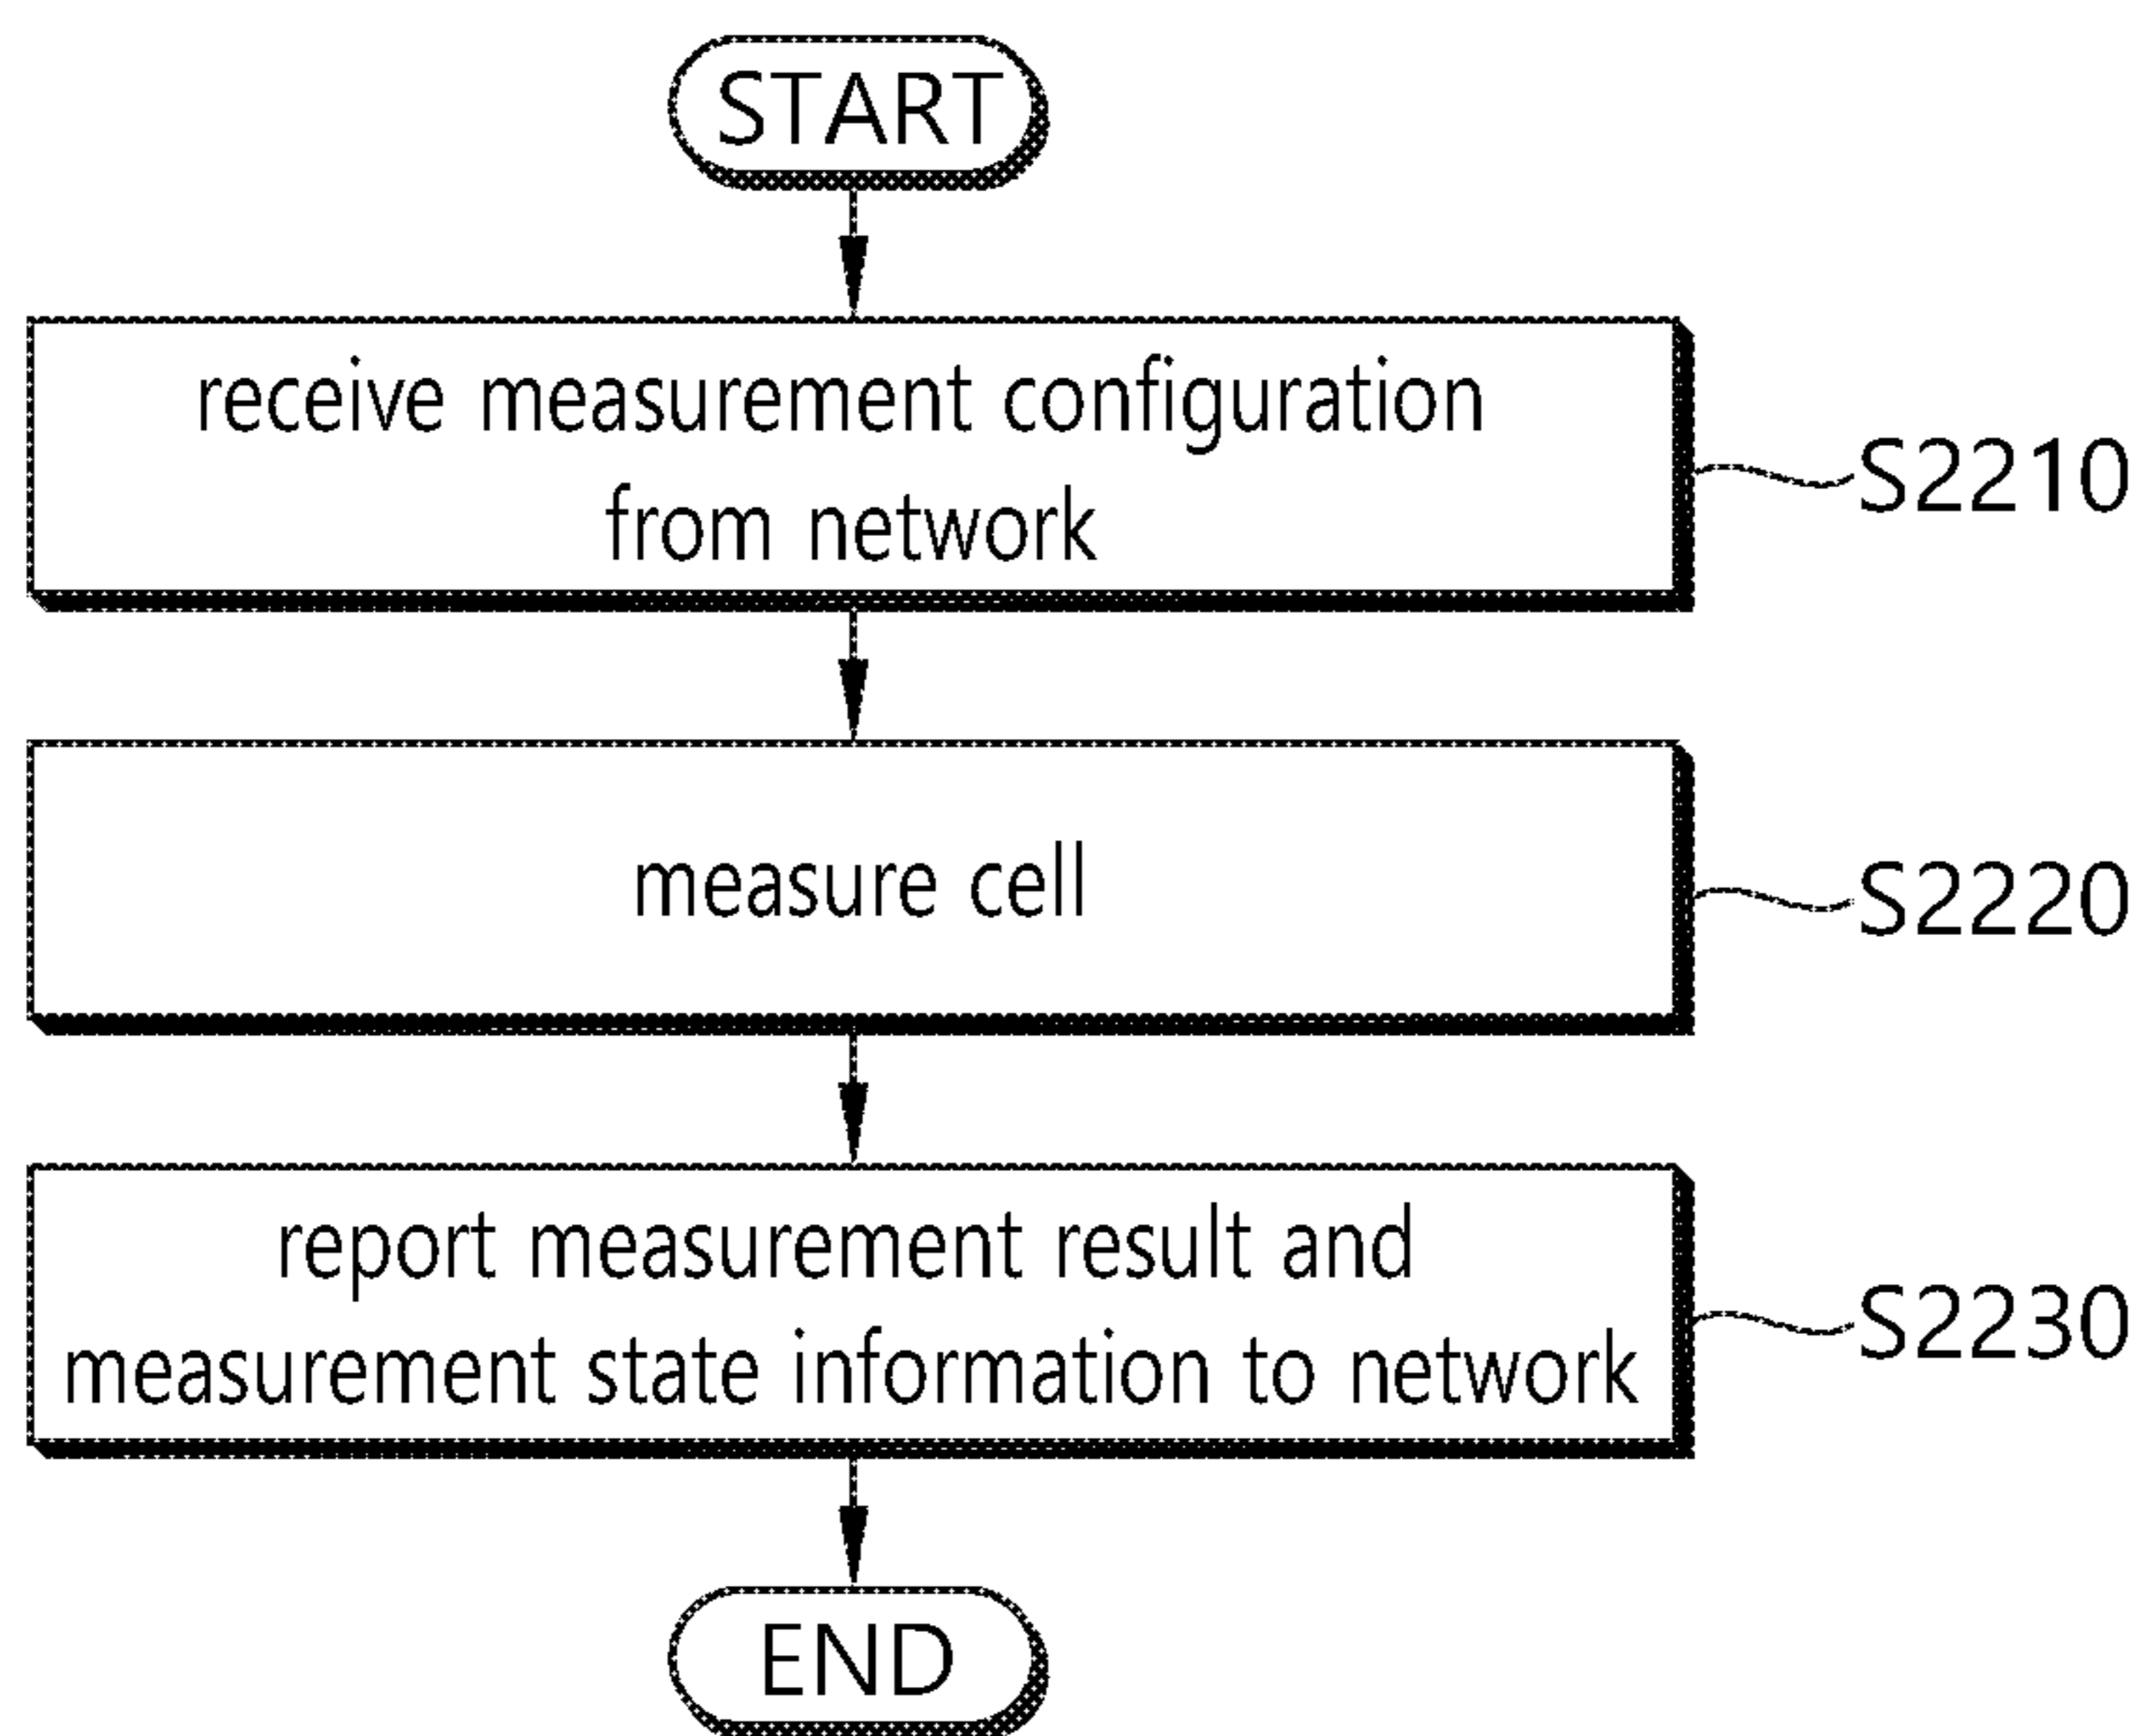 START
receive measurement configuration
from network
S2210
measure cell
S2220
report measurement result and
measurement state information to network
S2230
END